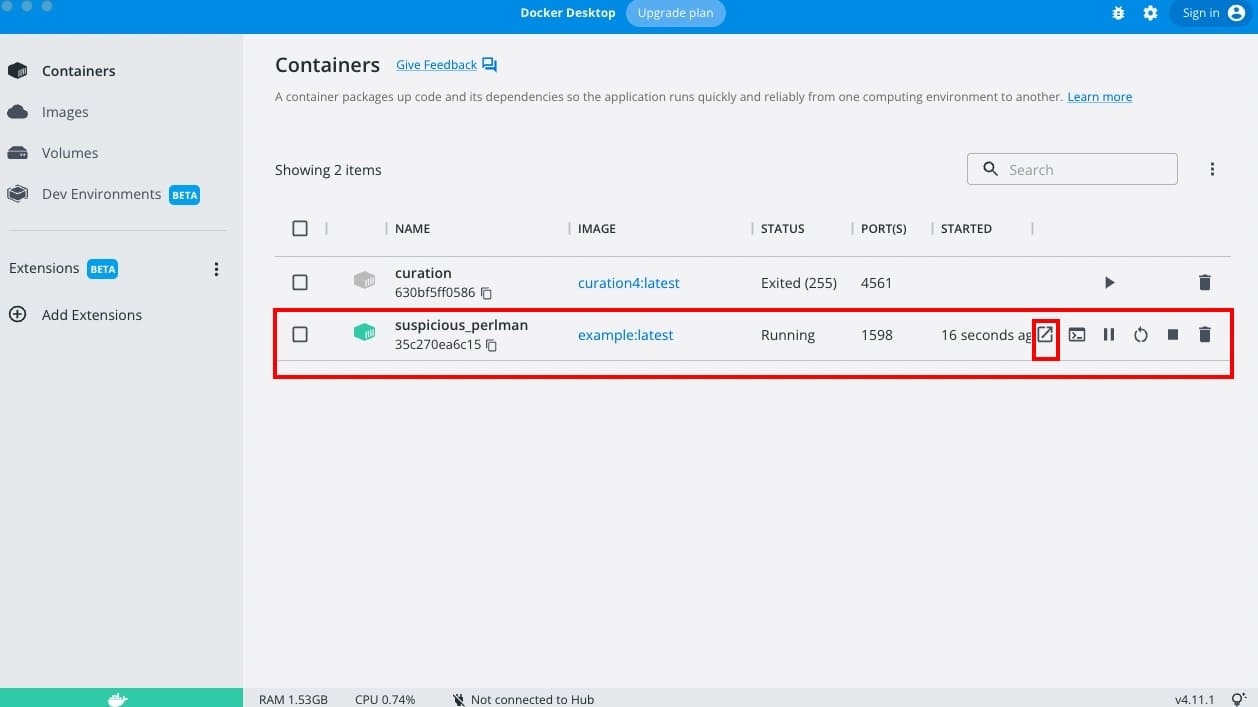 Docker Desktop
Upgrade plan
Sign in
Containers
Images
Volumes
Dev Environments BETA
Extensions BETA
Add Extensions
Containers Give Feedback
A container packages up code and its dependencies so the application runs quickly and reliably from one computing environment to another. Learn more
Showing 2 items
Search
NAME IMAGE STATUS PORT(S) STARTED
curation
630bf5ff0586
curation4:latest Exited (255) 4561
suspicious_perlman
35c270ea6c15
example:latest Running 1598 16 seconds ag
RAM 1.53GB CPU 0.74% Not connected to Hub v4.11.1